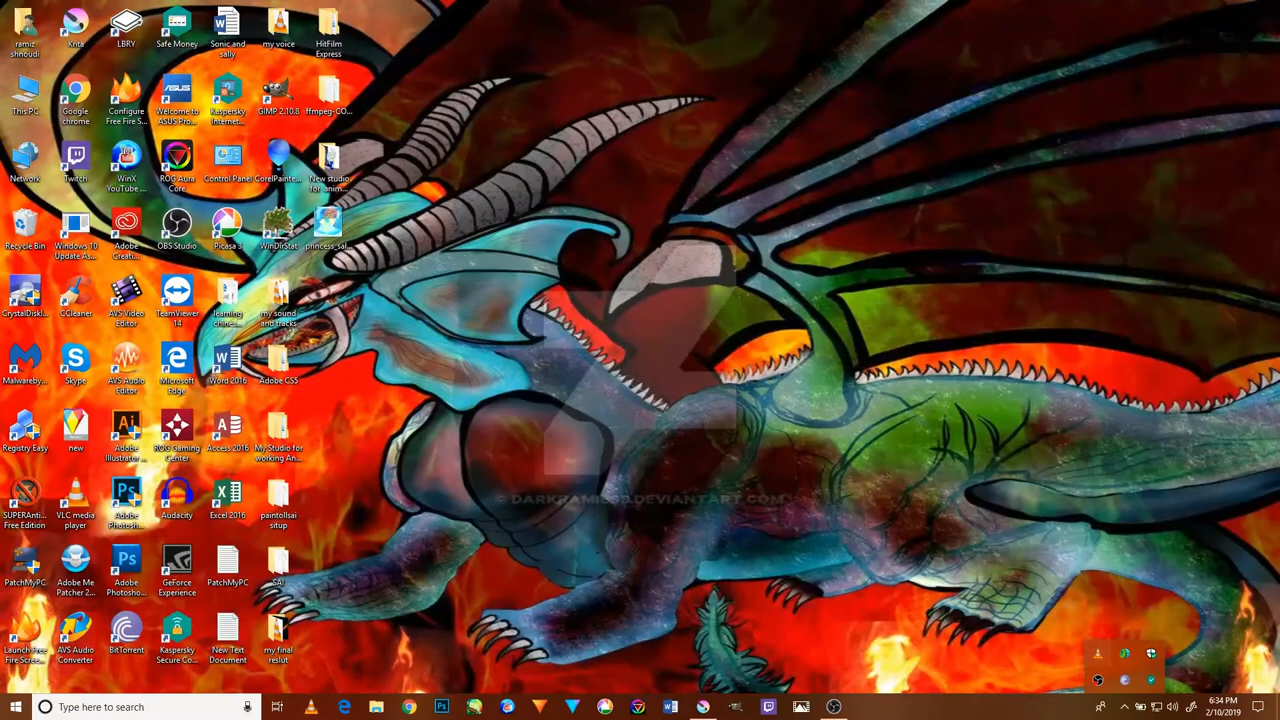 ramiz
shnoudi
Krita
LBRY
Safe Money
Sonic and
sally
my voice
HitFilm
Express
This PC
Google
chrome
Configure
Free Fire S...
Welcome to
ASUS Pro...
Kaspersky
Internet...
GIMP 2.10.8
ffmpeg-CO...
Network
Twitch
WinX
YouTube ...
ROG Aura
Core
Control Panel
CorelPainte...
New studio
for_anim...
Recycle Bin
Windows 10
Update As...
Adobe
Creati...
OBS Studio
Picasa 3
WinDirStat
princess_sal...
CrystalDiskI...
CCleaner
AVS Video
Editor
TeamViewer
14
learning
chines...
my sound
and tracks
Malwareby...
Skype
AVS Audio
Editor
Microsoft
Edge
Word 2016
Adobe CS5
Registry Easy
new
Adobe
Illustrator ...
ROG Gaming
Center
Access 2016
My Studio for
working An...
SUPERAnti...
Free Edition
VLC media
player
Adobe
Photosh...
Audacity
Excel 2016
paintollsai
situp
PatchMyPC
Adobe Me
Patcher 2...
Adobe
Photosho...
GeForce
Experience
PatchMyPC
SAI
Launch Free
Fire Scree...
AVS Audio
Converter
BitTorrent
Kaspersky
Secure Co...
New Text
Document
my final
reslut
Type here to search
6:34 PM
2/10/2019